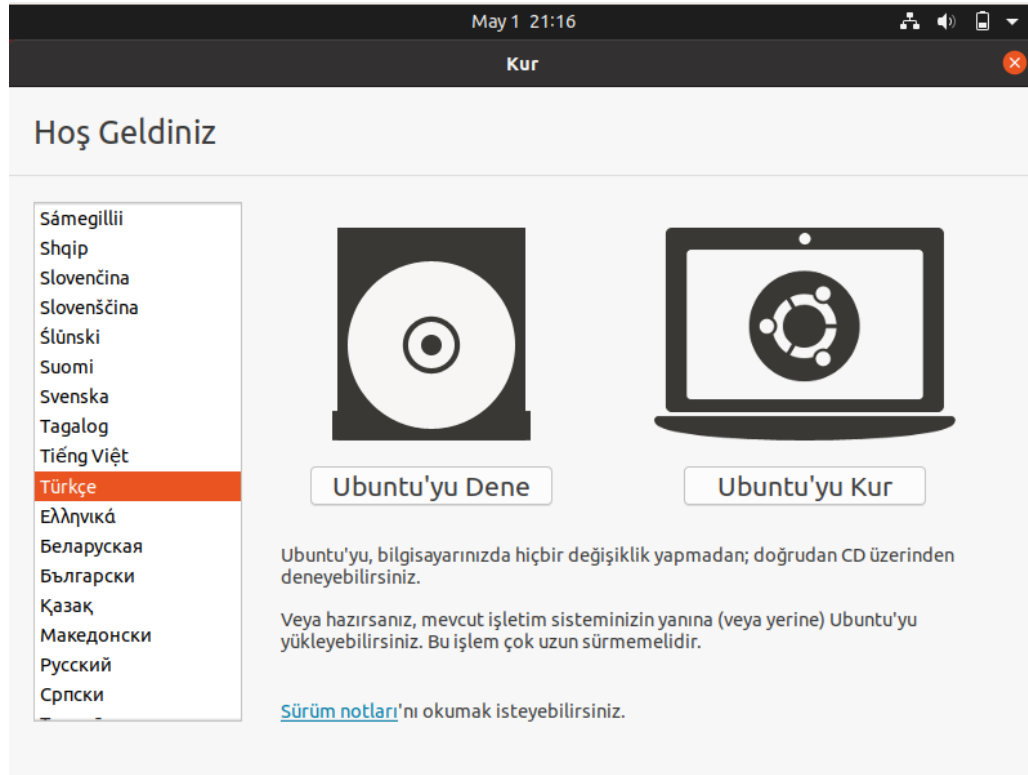 May 1 21:16
Kur
Hoş Geldiniz
Sámegillii
Shqip
Slovenčina
Slovenščina
Ślůnski
Suomi
Svenska
Tagalog
Tiếng Việt
Türkçe
Ελληνικά
Беларуская
Български
Қазақ
Македонски
Русский
Српски
Ubuntu'yu Dene
Ubuntu'yu Kur
Ubuntu'yu, bilgisayarınızda hiçbir değişiklik yapmadan; doğrudan CD üzerinden
deneyebilirsiniz.
Veya hazırsanız, mevcut işletim sisteminizin yanına (veya yerine) Ubuntu'yu
yükleyebilirsiniz. Bu işlem çok uzun sürmemelidir.
Sürüm notları'nı okumak isteyebilirsiniz.